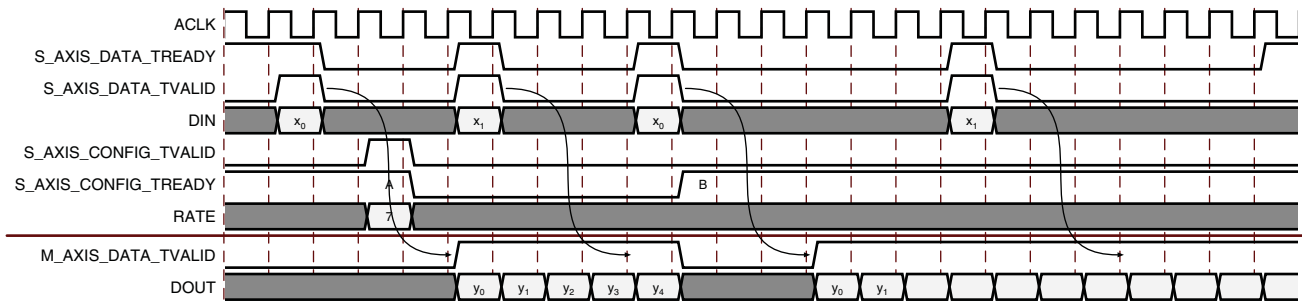 ACLK
S_AXIS_DATA_TREADY
S_AXIS_DATA_TVALID
DIN x0 x1 x0 x1
S_AXIS_CONFIG_TVALID
S_AXIS_CONFIG_TREADY A B
RATE 7
M_AXIS_DATA_TVALID
DOUT y0 y1 y2 y3 y4 y0 y1